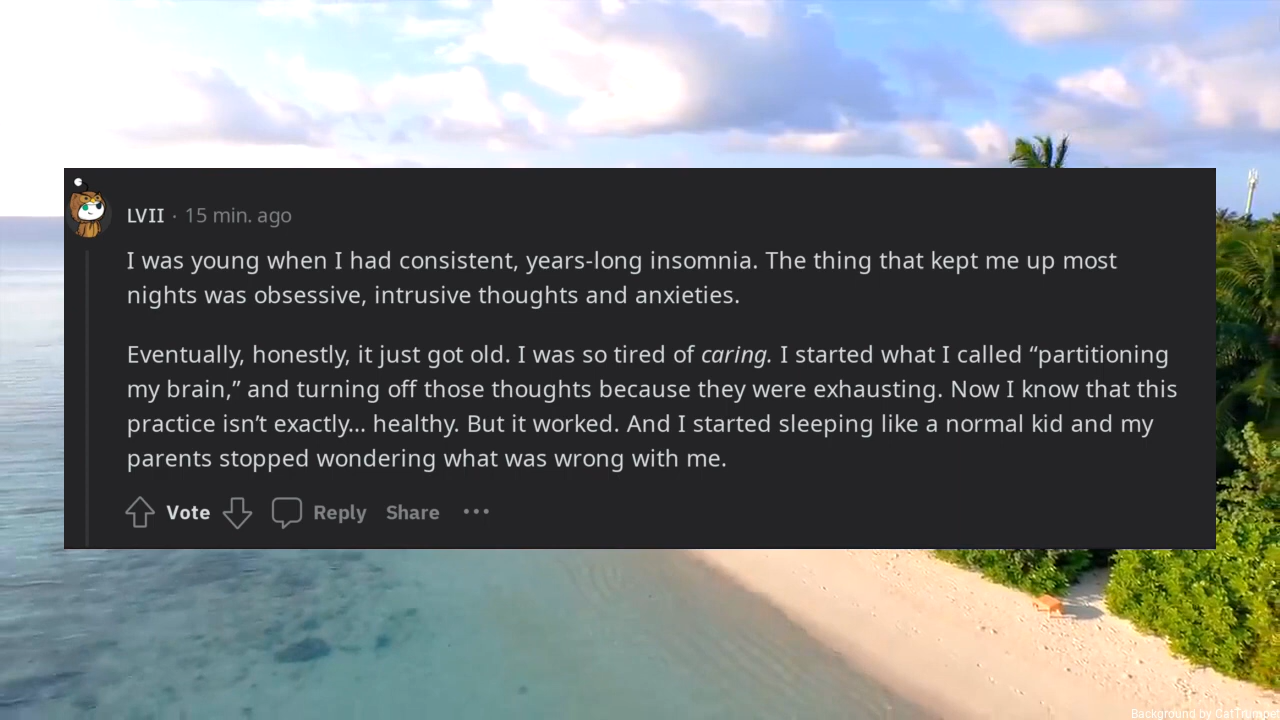 LVII · 15 min. ago
I was young when I had consistent, years-long insomnia. The thing that kept me up most
nights was obsessive, intrusive thoughts and anxieties.
Eventually, honestly, it just got old. I was so tired of caring. I started what I called “partitioning
my brain,” and turning off those thoughts because they were exhausting. Now I know that this
practice isn’t exactly... healthy. But it worked. And I started sleeping like a normal kid and my
parents stopped wondering what was wrong with me.
Vote Reply Share •••
Background by CatTrumpet